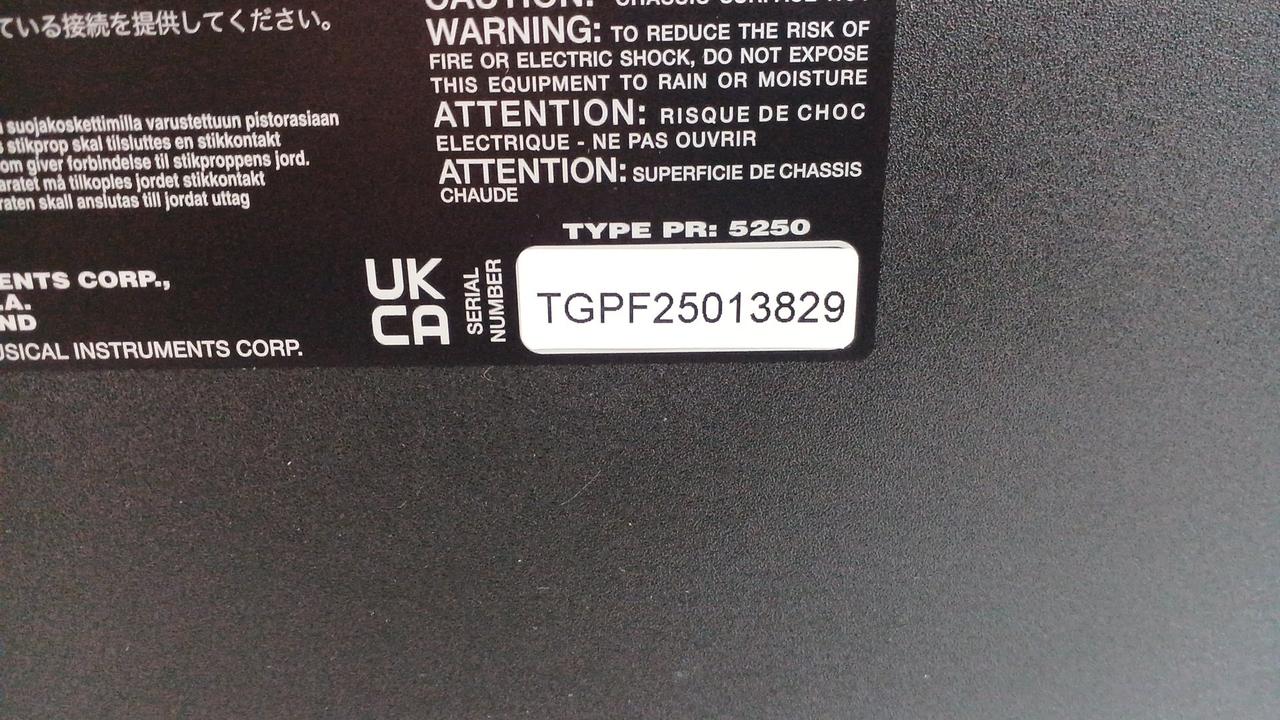 ている接続を提供してください。
suojakoskettimilla varustettuun pistorasiaan
stikprop skal tilsluttes en stikkontakt
om giver forbindelse til stikproppens jord.
aratet må tilkoples jordet stikkontakt
raten skall anslutas till jordat uttag
ENTS CORP.,
.A.
ND
USICAL INSTRUMENTS CORP.
CAUTION: CHASSIS SURFACE HOT
WARNING: TO REDUCE THE RISK OF
FIRE OR ELECTRIC SHOCK, DO NOT EXPOSE
THIS EQUIPMENT TO RAIN OR MOISTURE
ATTENTION: RISQUE DE CHOC
ELECTRIQUE - NE PAS OUVRIR
ATTENTION: SUPERFICIE DE CHASSIS
CHAUDE
TYPE PR: 5250
UK
CA
SERIAL
NUMBER
TGPF25013829